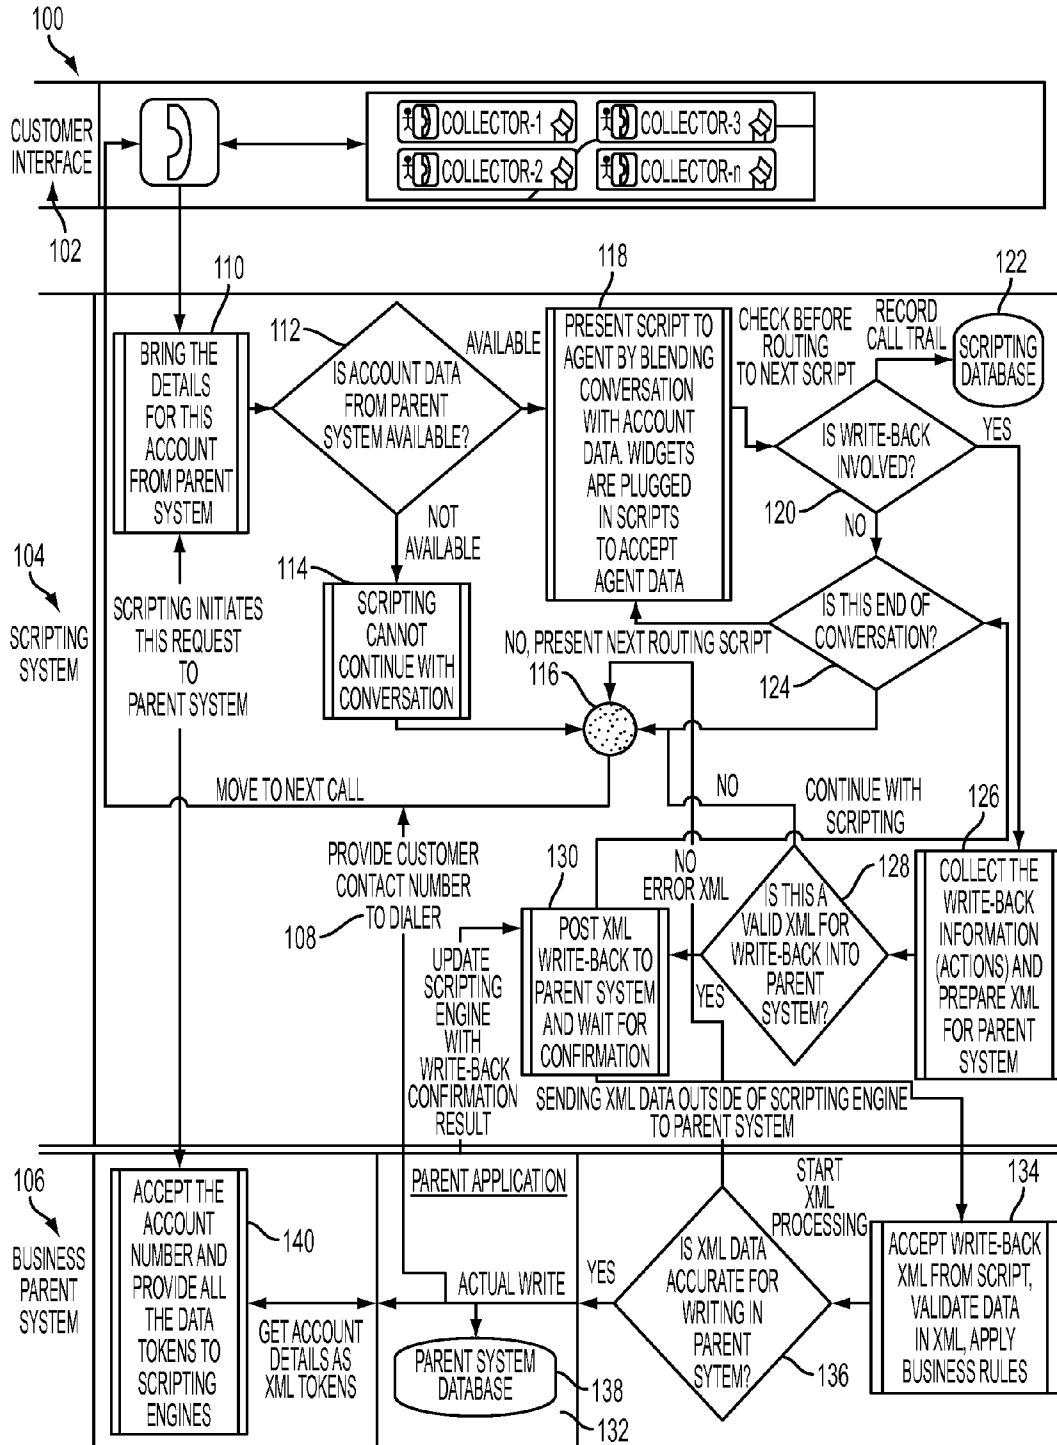 100
CUSTOMER
INTERFACE
102
COLLECTOR-1
COLLECTOR-3
COLLECTOR-2
COLLECTOR-n
110
BRING THE
DETAILS
FOR THIS
ACCOUNT
FROM PARENT
SYSTEM
112
IS ACCOUNT DATA
FROM PARENT
SYSTEM AVAILABLE?
AVAILABLE
NOT
AVAILABLE
114
SCRIPTING
CANNOT
CONTINUE WITH
CONVERSATION
118
PRESENT SCRIPT TO
AGENT BY BLENDING
CONVERSATION
WITH ACCOUNT
DATA. WIDGETS
ARE PLUGGED
IN SCRIPTS
TO ACCEPT
AGENT DATA
CHECK BEFORE
ROUTING
TO NEXT SCRIPT
RECORD
CALL TRAIL
122
SCRIPTING
DATABASE
IS WRITE-BACK
INVOLVED?
120
YES
NO
IS THIS END OF
CONVERSATION?
124
NO, PRESENT NEXT ROUTING SCRIPT
116
104
SCRIPTING
SYSTEM
SCRIPTING INITIATES
THIS REQUEST
TO
PARENT SYSTEM
MOVE TO NEXT CALL
PROVIDE CUSTOMER
CONTACT NUMBER
TO DIALER
108
NO
CONTINUE WITH
SCRIPTING
126
COLLECT THE
WRITE-BACK
INFORMATION
(ACTIONS) AND
PREPARE XML
FOR PARENT
SYSTEM
128
IS THIS A
VALID XML FOR
WRITE-BACK INTO
PARENT
SYSTEM?
YES
NO
ERROR XML
130
POST XML
WRITE-BACK TO
PARENT SYSTEM
AND WAIT FOR
CONFIRMATION
UPDATE
SCRIPTING
ENGINE
WITH
WRITE-BACK
CONFIRMATION
RESULT
SENDING XML DATA OUTSIDE OF SCRIPTING ENGINE
TO PARENT SYSTEM
106
BUSINESS
PARENT
SYSTEM
ACCEPT THE
ACCOUNT
NUMBER AND
PROVIDE ALL
THE DATA
TOKENS TO
SCRIPTING
ENGINES
140
GET ACCOUNT
DETAILS AS
XML TOKENS
PARENT APPLICATION
ACTUAL WRITE
PARENT SYSTEM
DATABASE
138
132
YES
IS XML DATA
ACCURATE FOR
WRITING IN
PARENT
SYTEM?
136
START
XML
PROCESSING
134
ACCEPT WRITE-BACK
XML FROM SCRIPT,
VALIDATE DATA
IN XML, APPLY
BUSINESS RULES